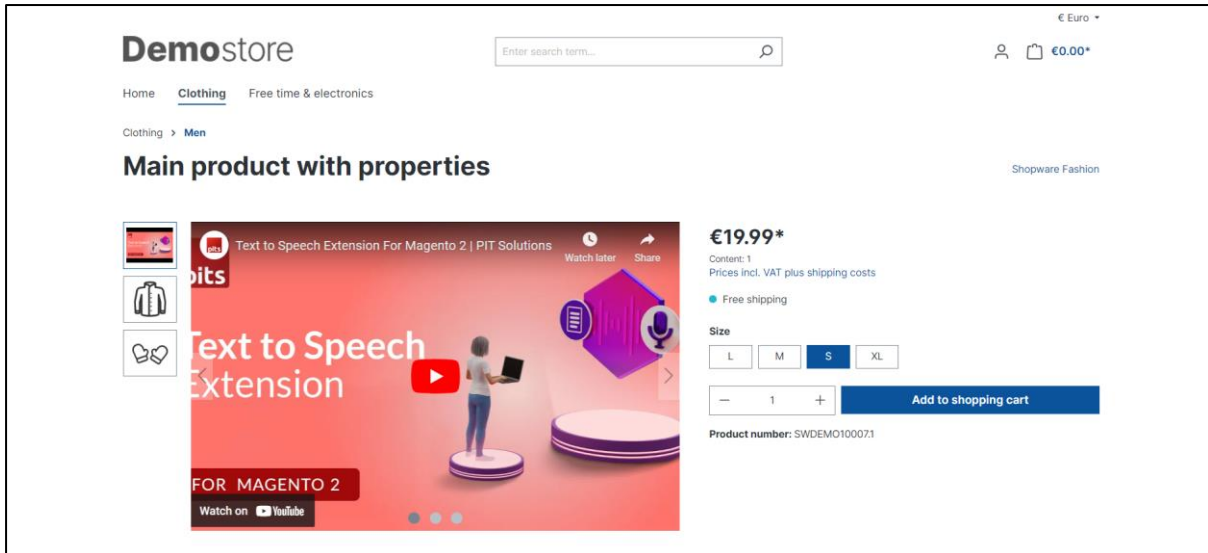 € Euro
Demostore
Enter search term...
€0.00*
Home Clothing Free time & electronics
Clothing > Men
Main product with properties
Shopware Fashion
pits
Text to Speech Extension For Magento 2 | PIT Solutions
Watch later Share
pits
Text to Speech
Extension
FOR MAGENTO 2
Watch on YouTube
€19.99*
Content: 1
Prices incl. VAT plus shipping costs
Free shipping
Size
L M S XL
− 1 +
Add to shopping cart
Product number: SWDEMO10007.1